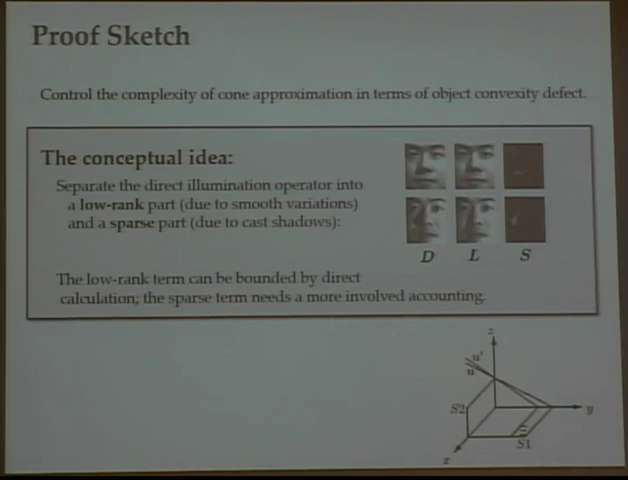 Proof Sketch
Control the complexity of cone approximation in terms of object convexity defect.
The conceptual idea:
Separate the direct illumination operator into
a low-rank part (due to smooth variations)
and a sparse part (due to cast shadows):
D L S
The low-rank term can be bounded by direct
calculation; the sparse term needs a more involved accounting.
z
u'
u
S2
y
S1
x